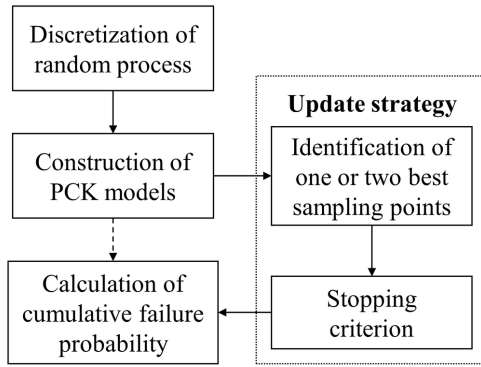 Discretization of
random process
Construction of
PCK models
Calculation of
cumulative failure
probability
Update strategy
Identification of
one or two best
sampling points
Stopping
criterion